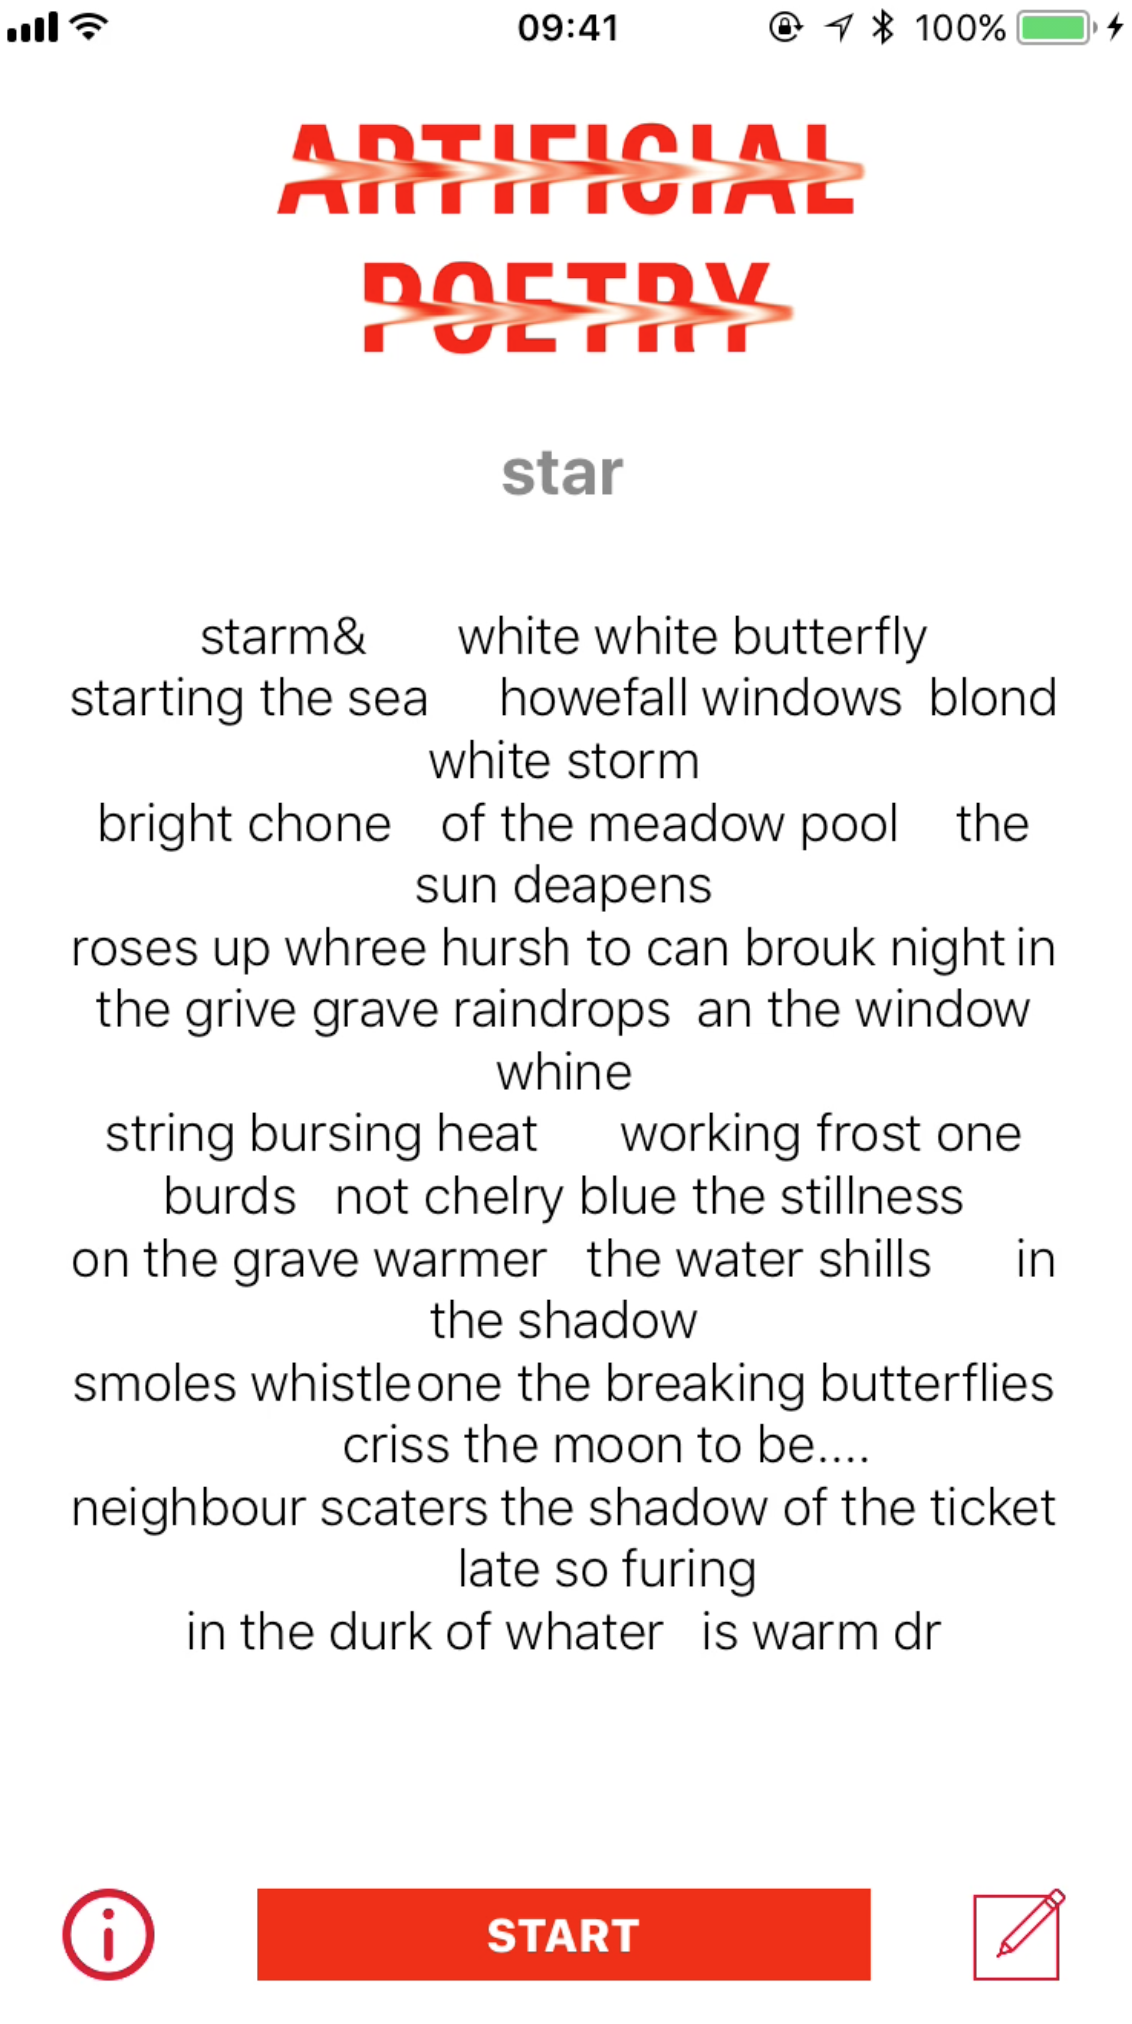 09:41
100%
ARTIFICIAL
POETRY
star
starm&      white white butterfly
starting the sea     howefall windows  blond
white storm
bright chone    of the meadow pool    the
sun deapens
roses up whree hursh to can brouk night in
the grive grave raindrops  an the window
whine
string bursing heat      working frost one
burds   not chelry blue the stillness
on the grave warmer   the water shills      in
the shadow
smoles whistleone the breaking butterflies
criss the moon to be....
neighbour scaters the shadow of the ticket
late so furing
in the durk of whater   is warm dr
START